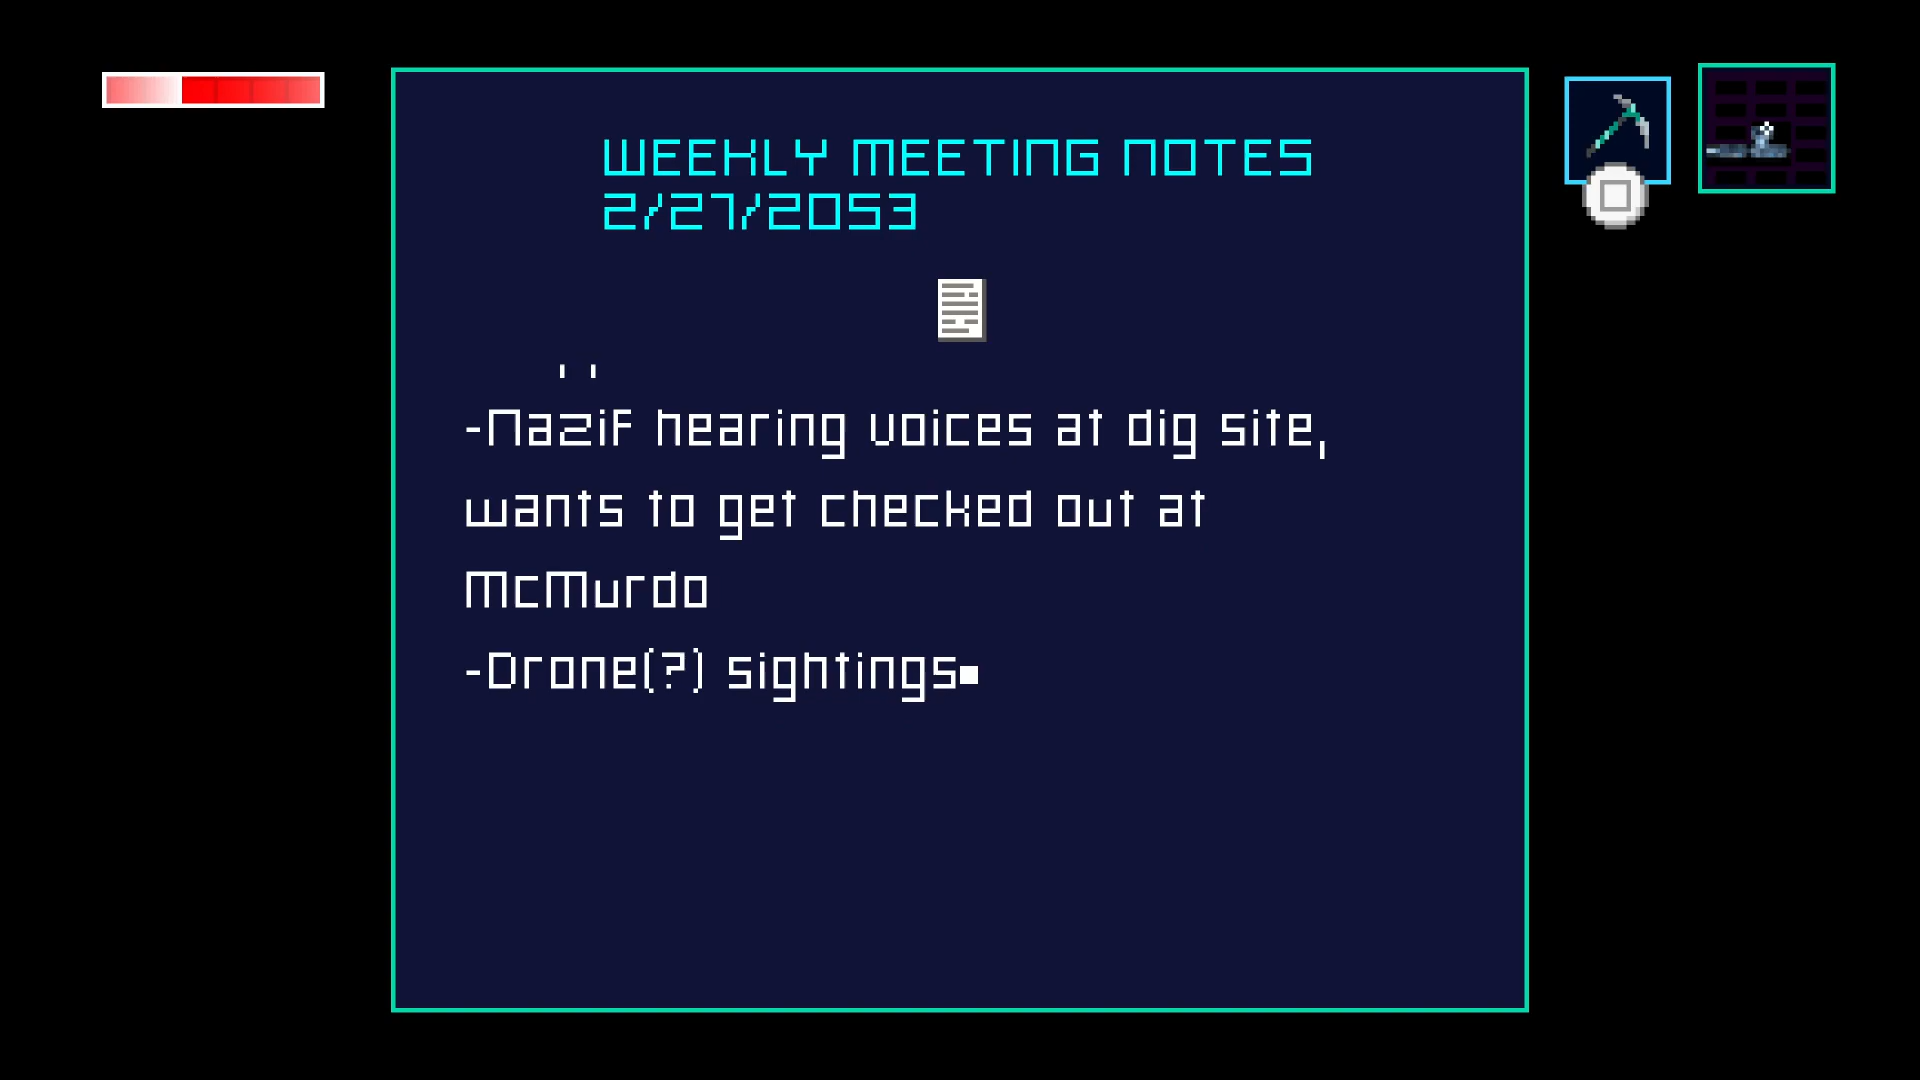 WEEKLY MEETING NOTES
2/27/2053
-Nazif hearing voices at dig site,
wants to get checked out at
McMurdo
-Drone(?) sightings